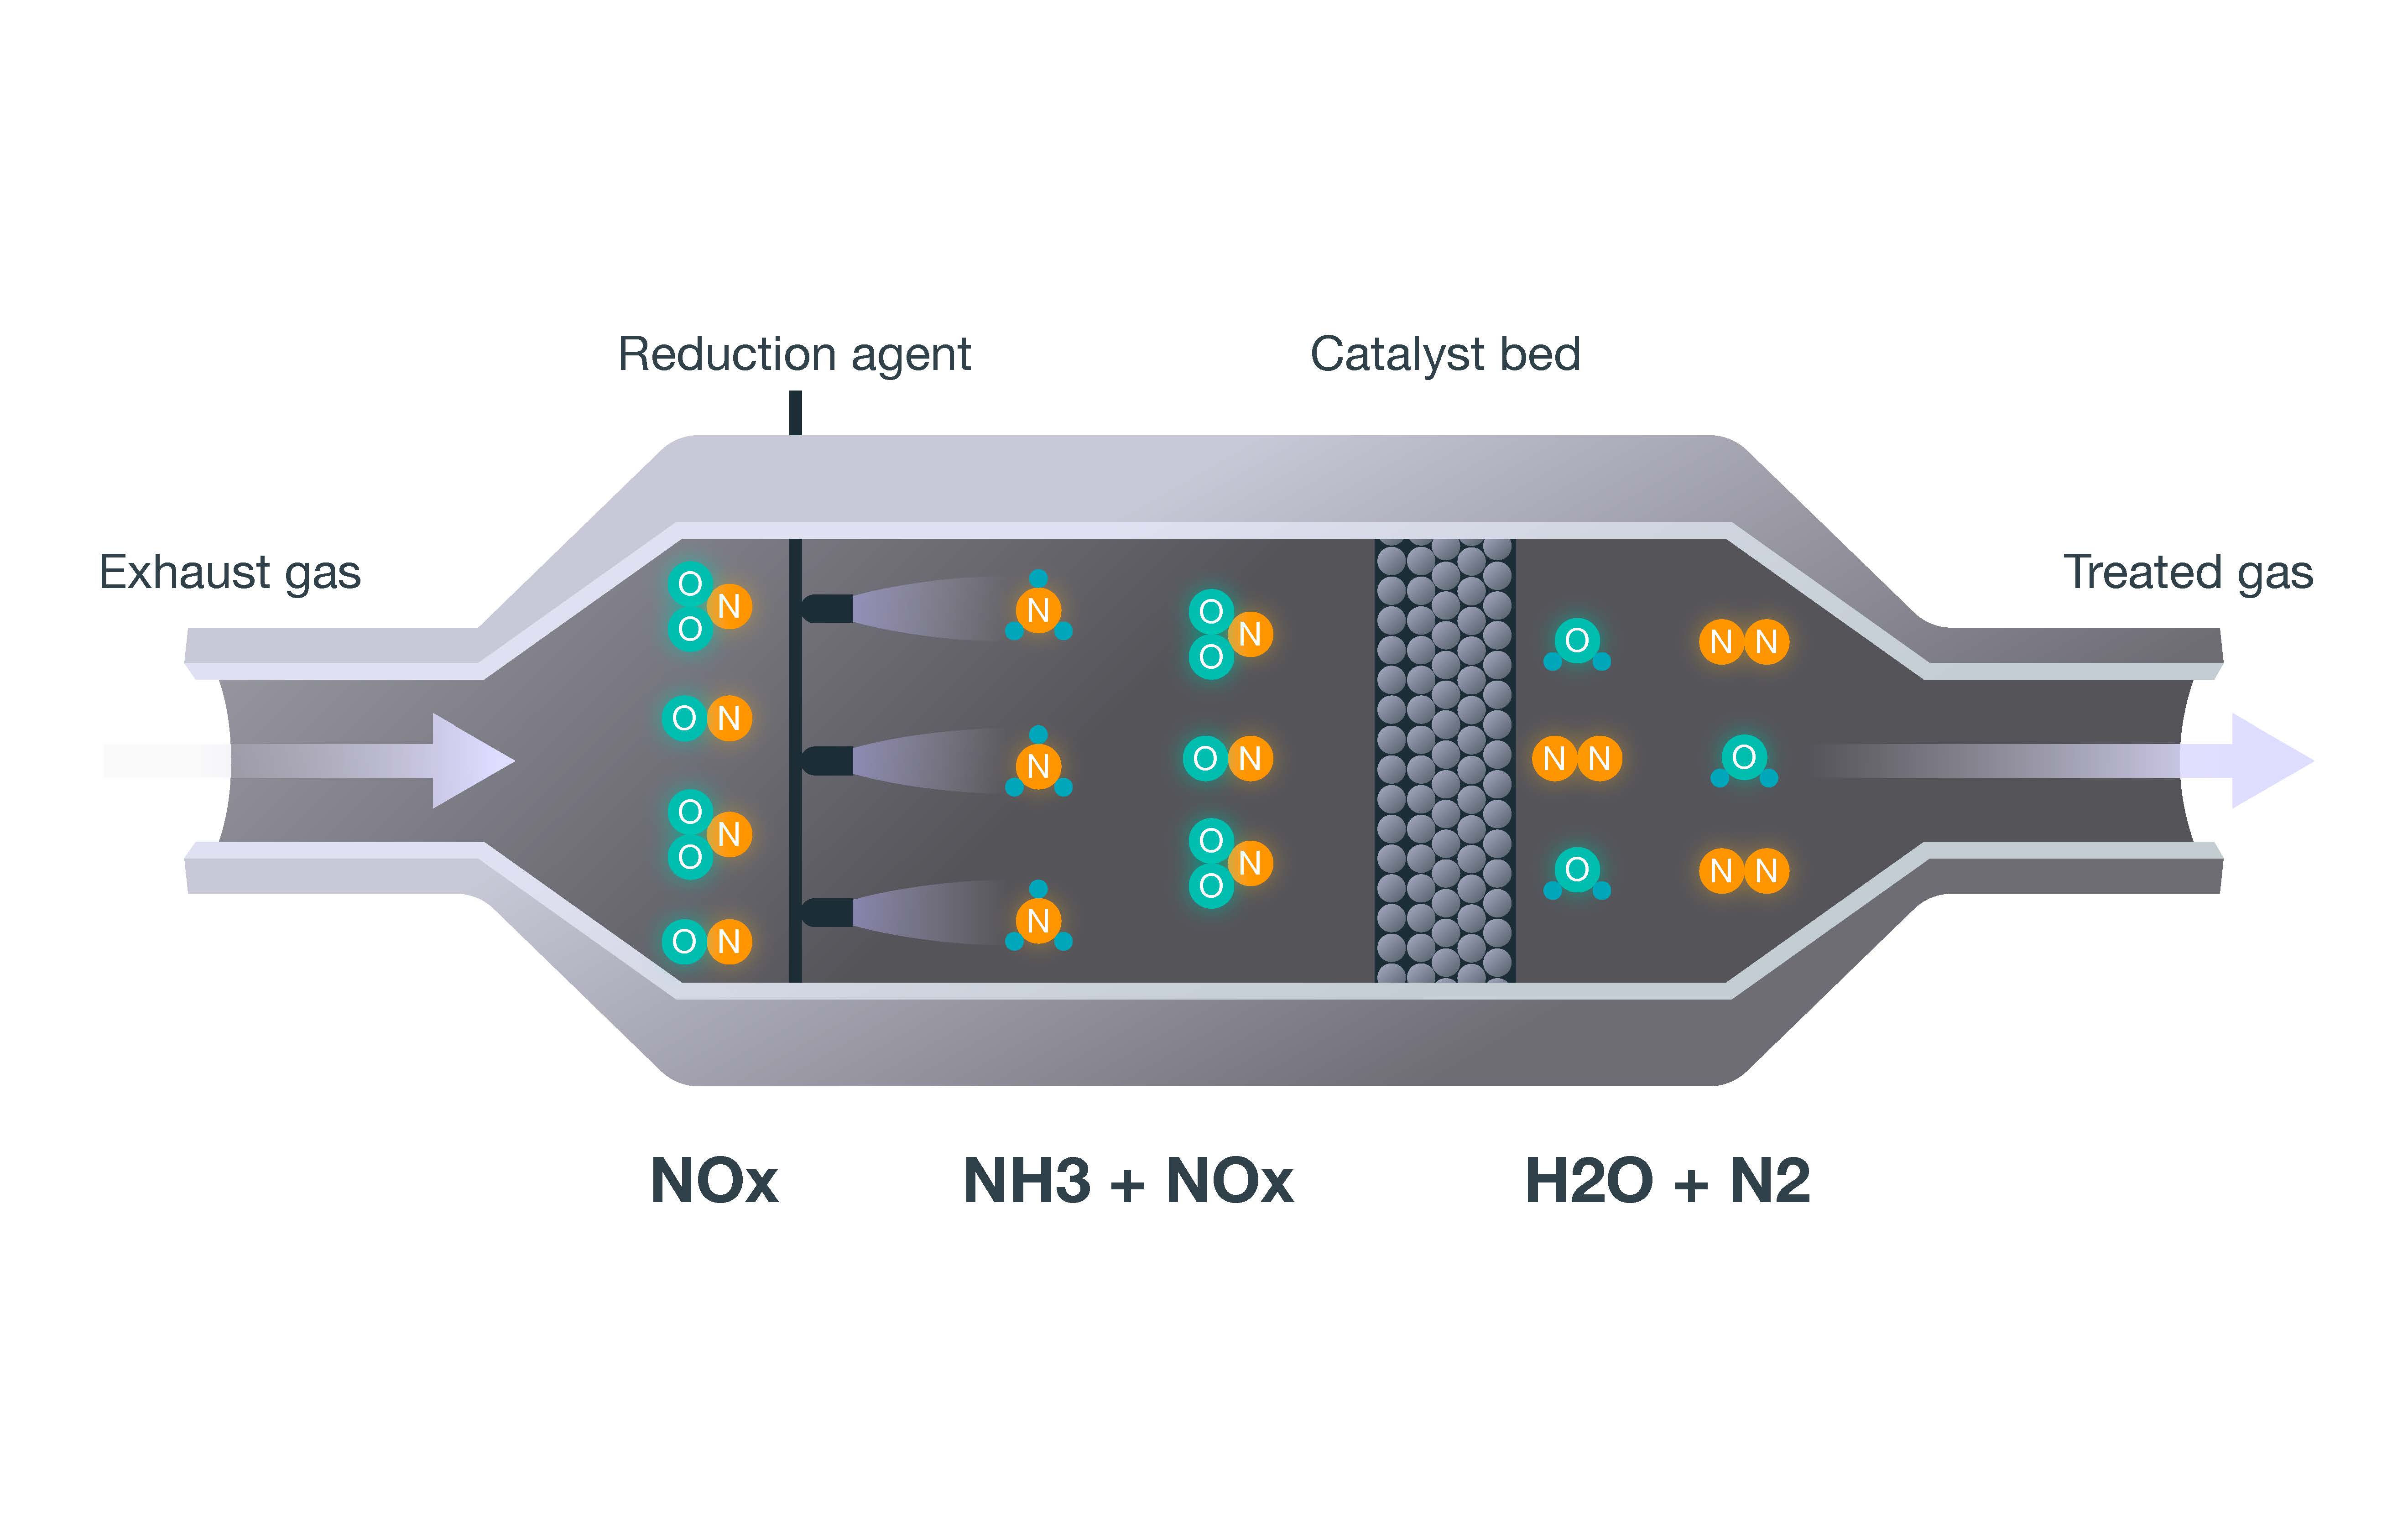 Reduction agent
Catalyst bed
Exhaust gas
Treated gas
O
O N
O
O N
O
O N
O
O N
N
N
N
O
O N
O
O N
O
O N
O
O
N N
N N
O
O
N N
NOx
NH3 + NOx
H2O + N2